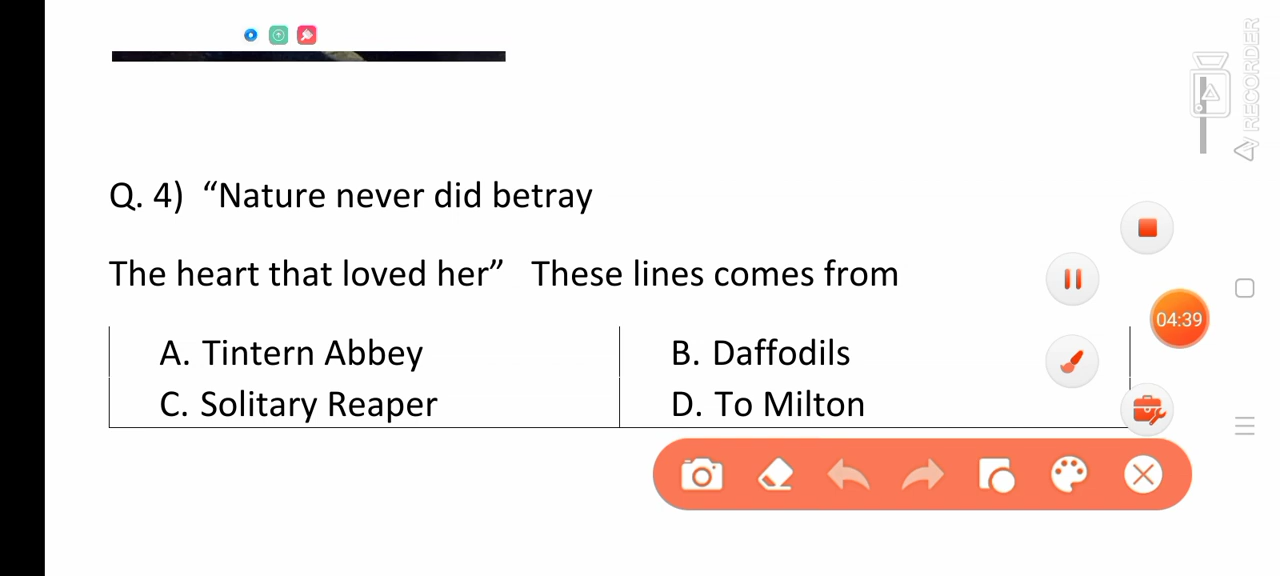 RECORDER
Q. 4) “Nature never did betray
The heart that loved her” These lines comes from
A. Tintern Abbey B. Daffodils
C. Solitary Reaper D. To Milton
04:39